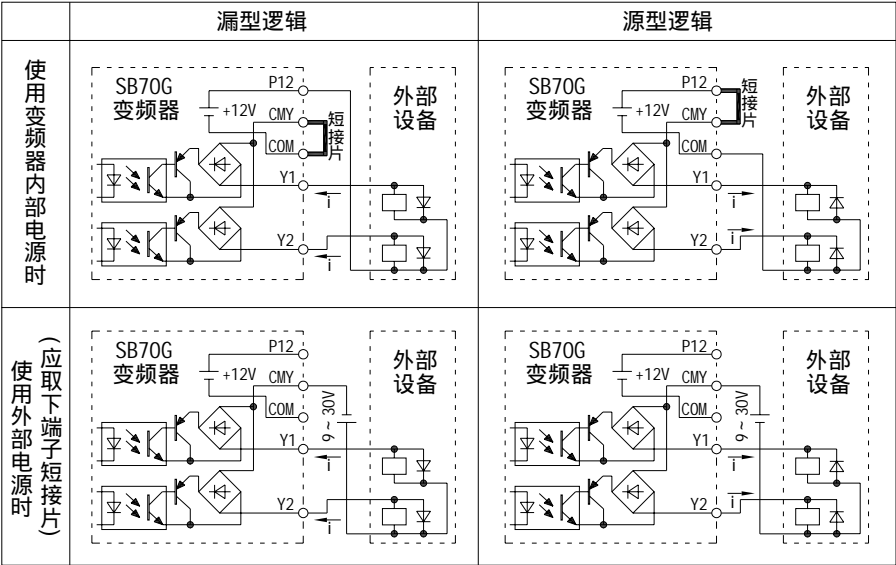 漏型逻辑
源型逻辑
使用变频器内部电源时
SB70G
变频器
+12V
P12
CMY
COM
短接片
Y1
i
Y2
i
外部
设备
SB70G
变频器
+12V
P12
CMY
COM
短接片
Y1
i
Y2
i
外部
设备
使用外部电源时
(应取下端子短接片)
SB70G
变频器
+12V
P12
CMY
COM
9 ~ 30V
Y1
i
Y2
i
外部
设备
SB70G
变频器
+12V
P12
CMY
COM
9 ~ 30V
Y1
i
Y2
i
外部
设备